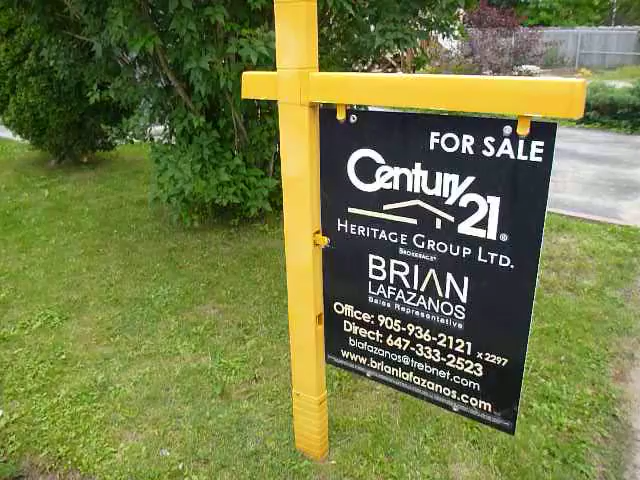 FOR SALE
Century 21®
HERITAGE GROUP LTD.
BROKERAGE*
BRIAN
LAFAZANOS
Sales Representative
Office: 905-936-2121 x 2297
Direct: 647-333-2523
blafazanos@trebnet.com
www.brianlafazanos.com